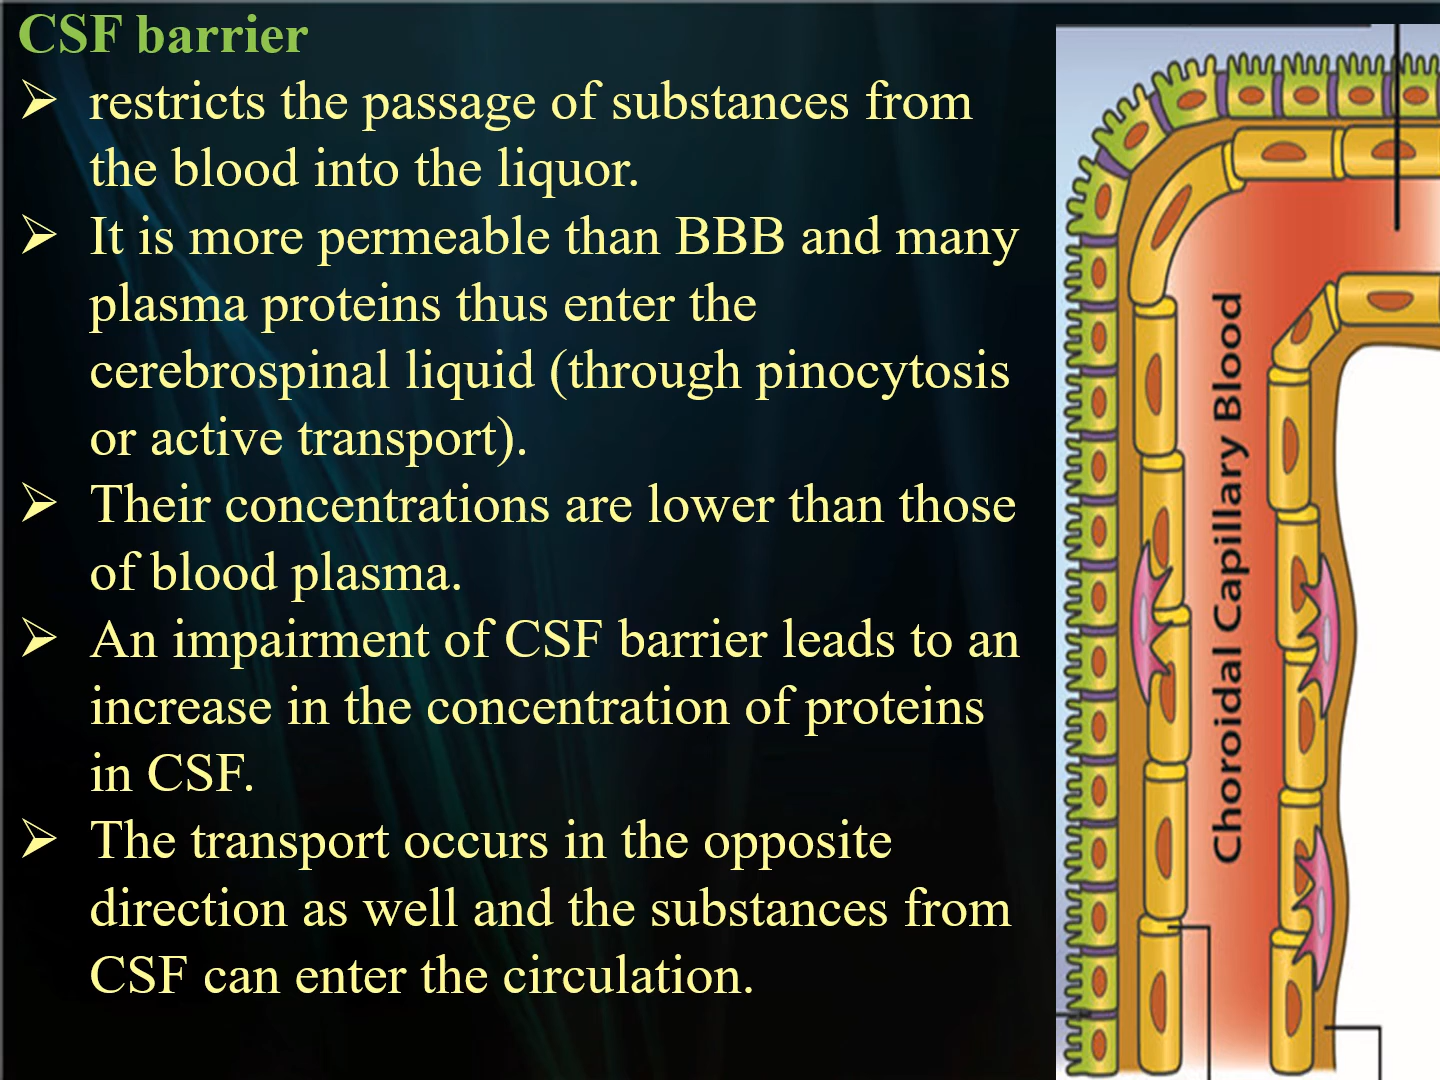 CSF barrier
➢ restricts the passage of substances from
the blood into the liquor.
➢ It is more permeable than BBB and many
plasma proteins thus enter the
cerebrospinal liquid (through pinocytosis
or active transport).
➢ Their concentrations are lower than those
of blood plasma.
➢ An impairment of CSF barrier leads to an
increase in the concentration of proteins
in CSF.
➢ The transport occurs in the opposite
direction as well and the substances from
CSF can enter the circulation.
Choroidal Capillary Blood